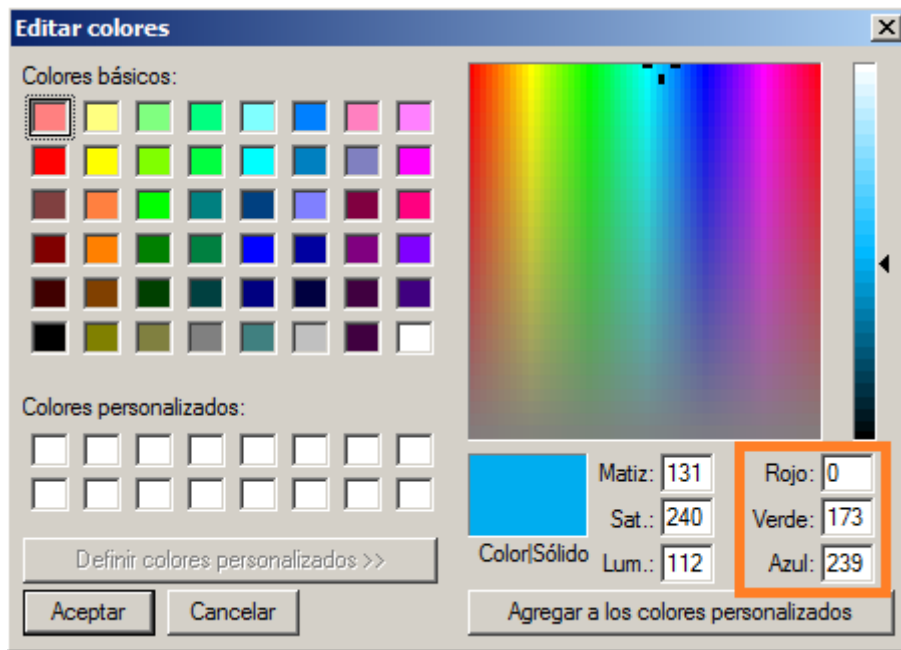 Editar colores
Colores básicos:
Colores personalizados:
Definir colores personalizados >>
Aceptar Cancelar
Color|Sólido
Matiz: 131
Sat.: 240
Lum.: 112
Rojo: 0
Verde: 173
Azul: 239
Agregar a los colores personalizados